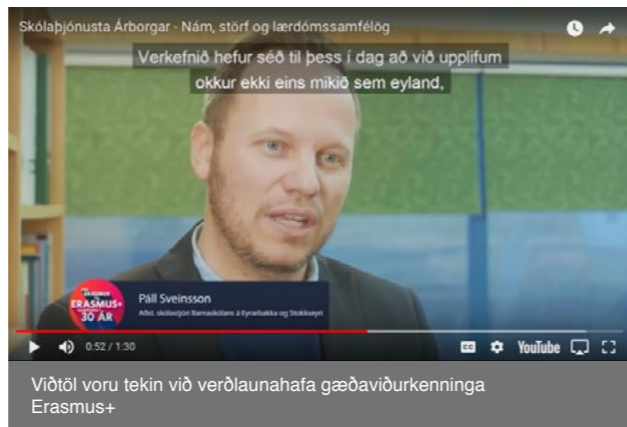 Skólaþjónusta Árborgar - Nám, störf og lærdómssamfélög
Verkefnið hefur séð til þess í dag að við upplifum
okkur ekki eins mikið sem eyland,
ERASMUS
ERASMUS+
30 ÁR
Páll Sveinsson
Aðst. skólastjóri Barnaskólans á Eyrarbakka og Stokkseyri
0:52 / 1:30
CC
YouTube
Viðtöl voru tekin við verðlaunahafa gæðaviðurkenninga
Erasmus+